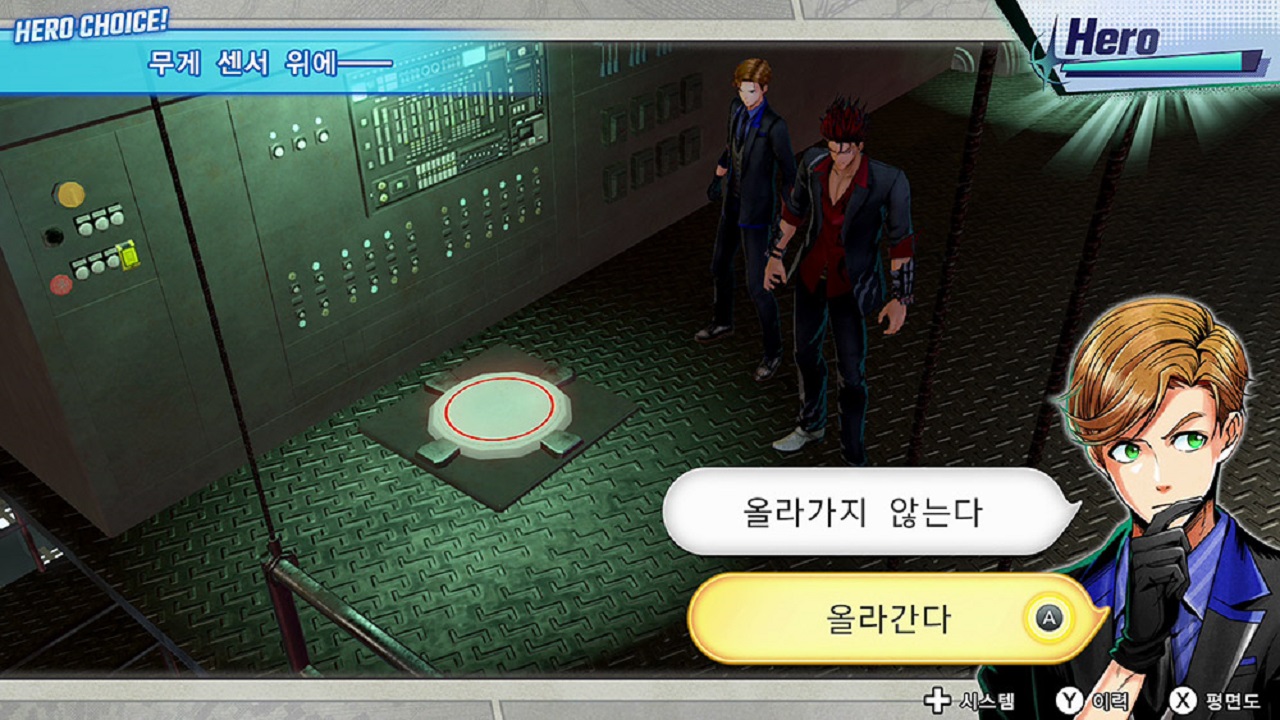 HERO CHOICE!
무게 센서 위에——
Hero
올라가지 않는다
올라간다 A
시스템 Y 이력 X 평면도